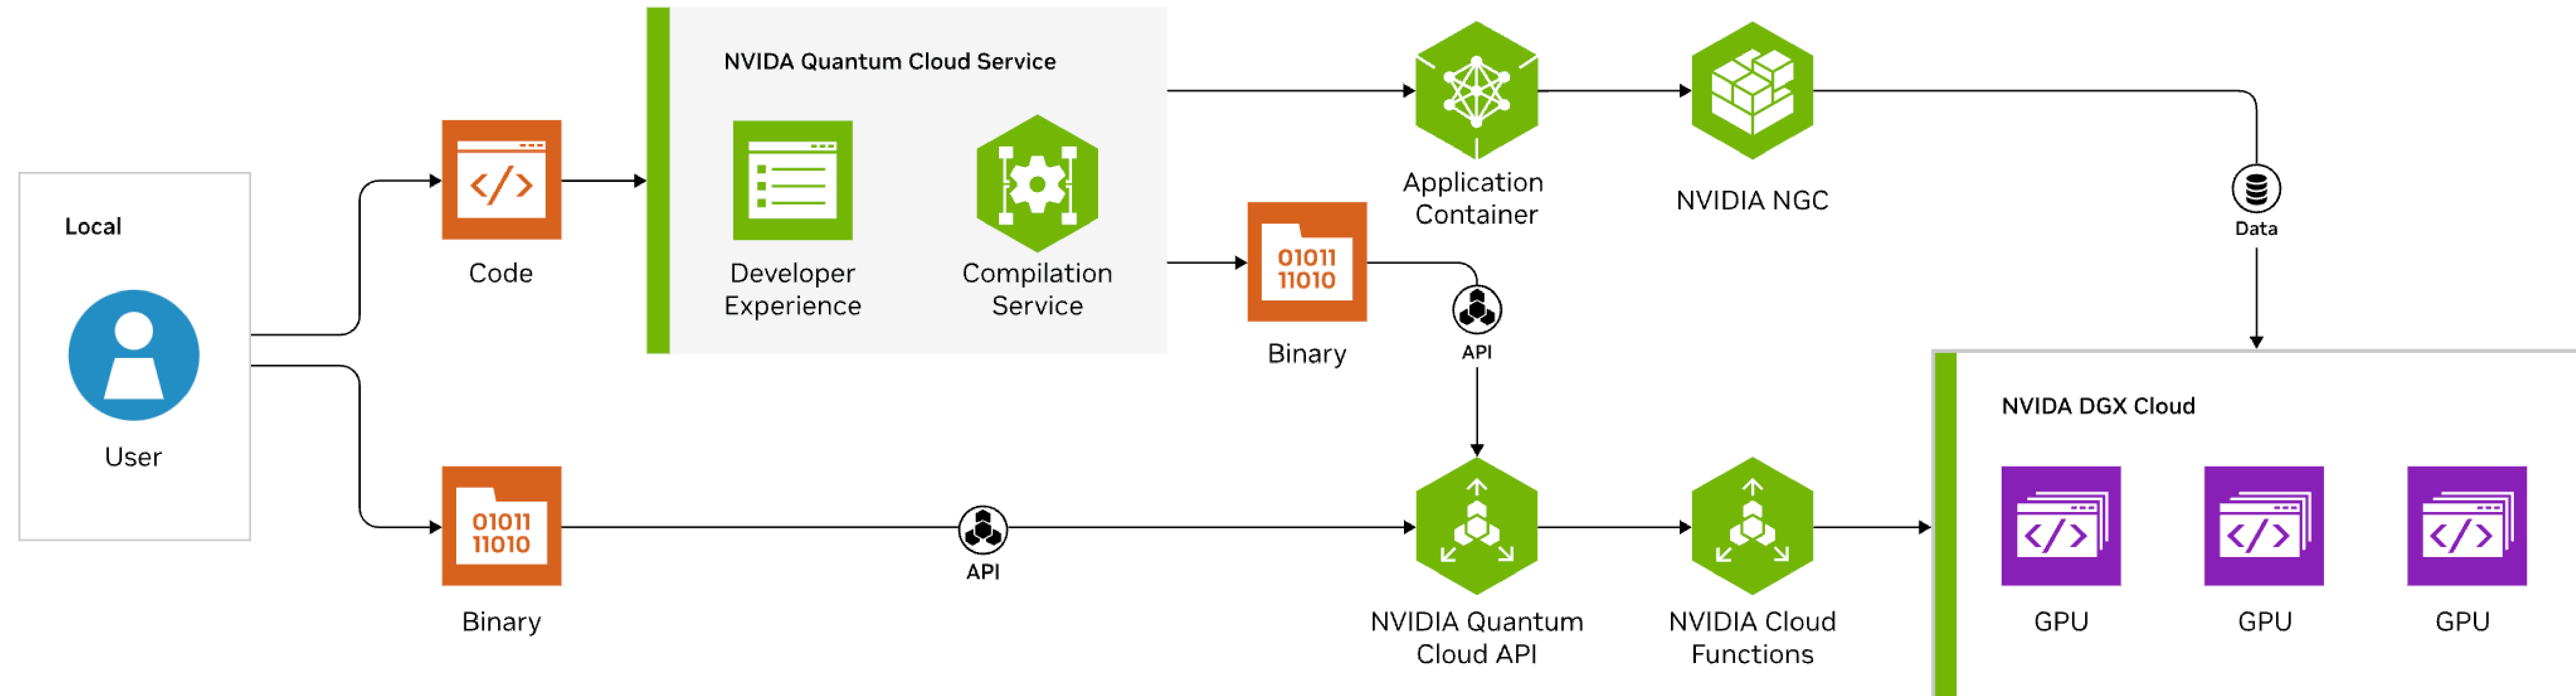 NVIDA Quantum Cloud Service
Local
User
</>
Code
Developer
Experience
Compilation
Service
Application
Container
NVIDIA NGC
Data
01011
11010
Binary
API
01011
11010
Binary
API
NVIDIA Quantum
Cloud API
NVIDIA Cloud
Functions
NVIDA DGX Cloud
</>
GPU
</>
GPU
</>
GPU